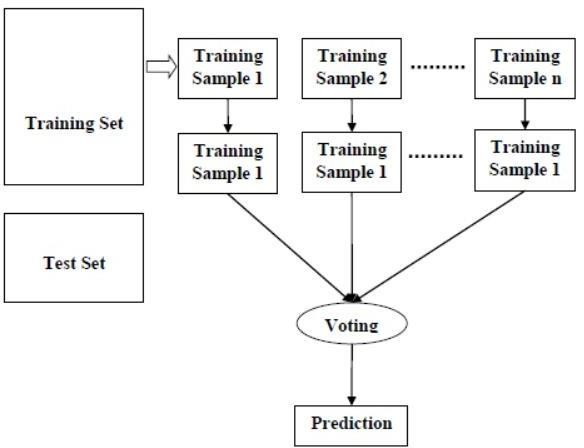 Training Set
Training
Sample 1
Training
Sample 2
.........
Training
Sample n
Training
Sample 1
Training
Sample 1
.........
Training
Sample 1
Test Set
Voting
Prediction